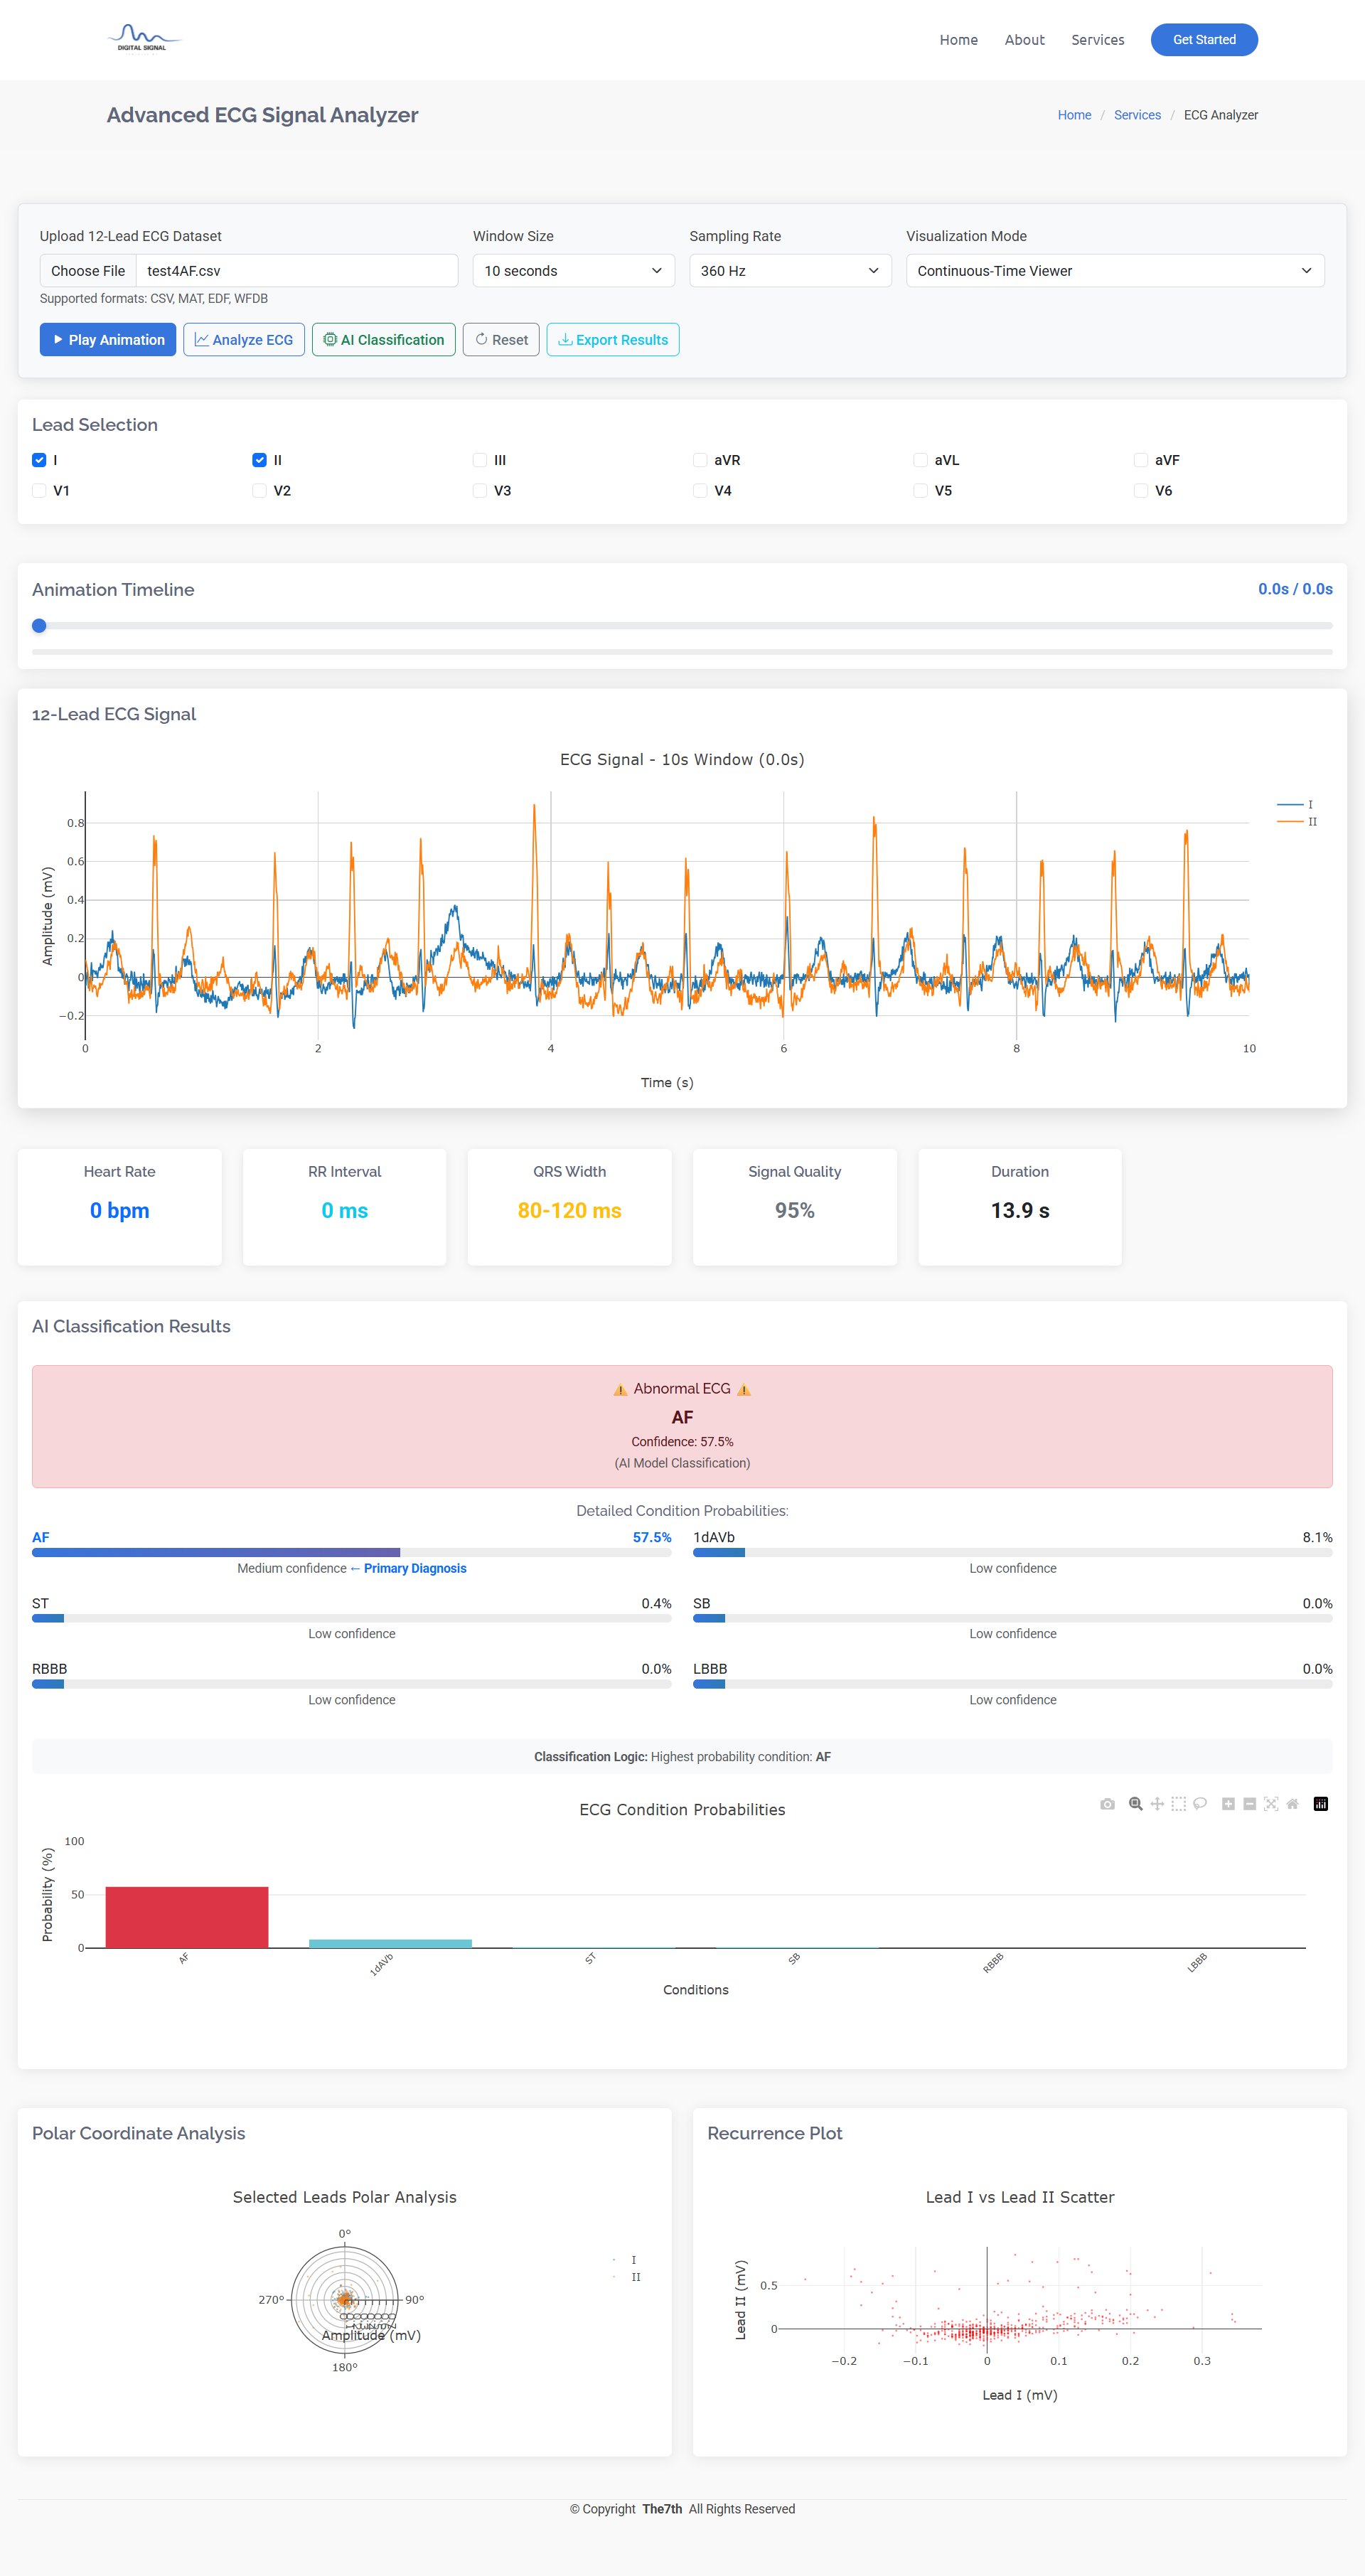 DIGITAL SIGNAL
Home About Services Get Started
Advanced ECG Signal Analyzer
Home / Services / ECG Analyzer
Upload 12-Lead ECG Dataset Window Size Sampling Rate Visualization Mode
Choose File test4AF.csv 10 seconds 360 Hz Continuous-Time Viewer
Supported formats: CSV, MAT, EDF, WFDB
Play Animation Analyze ECG AI Classification Reset Export Results
Lead Selection
I II III aVR aVL aVF
V1 V2 V3 V4 V5 V6
Animation Timeline 0.0s / 0.0s
12-Lead ECG Signal
ECG Signal - 10s Window (0.0s)
I
II
0.8
0.6
0.4
0.2
0
−0.2
Amplitude (mV)
0 2 4 6 8 10
Time (s)
Heart Rate RR Interval QRS Width Signal Quality Duration
0 bpm 0 ms 80-120 ms 95% 13.9 s
AI Classification Results
⚠️ Abnormal ECG ⚠️
AF
Confidence: 57.5%
(AI Model Classification)
Detailed Condition Probabilities:
AF 57.5% 1dAVb 8.1%
Medium confidence ← Primary Diagnosis Low confidence
ST 0.4% SB 0.0%
Low confidence Low confidence
RBBB 0.0% LBBB 0.0%
Low confidence Low confidence
Classification Logic: Highest probability condition: AF
ECG Condition Probabilities
100
50
0
Probability (%)
AF 1dAVb ST SB RBBB LBBB
Conditions
Polar Coordinate Analysis
Selected Leads Polar Analysis
0°
I
II
270° 90°
Amplitude (mV)
180°
Recurrence Plot
Lead I vs Lead II Scatter
0.5
0
Lead II (mV)
−0.2 −0.1 0 0.1 0.2 0.3
Lead I (mV)
© Copyright The7th All Rights Reserved